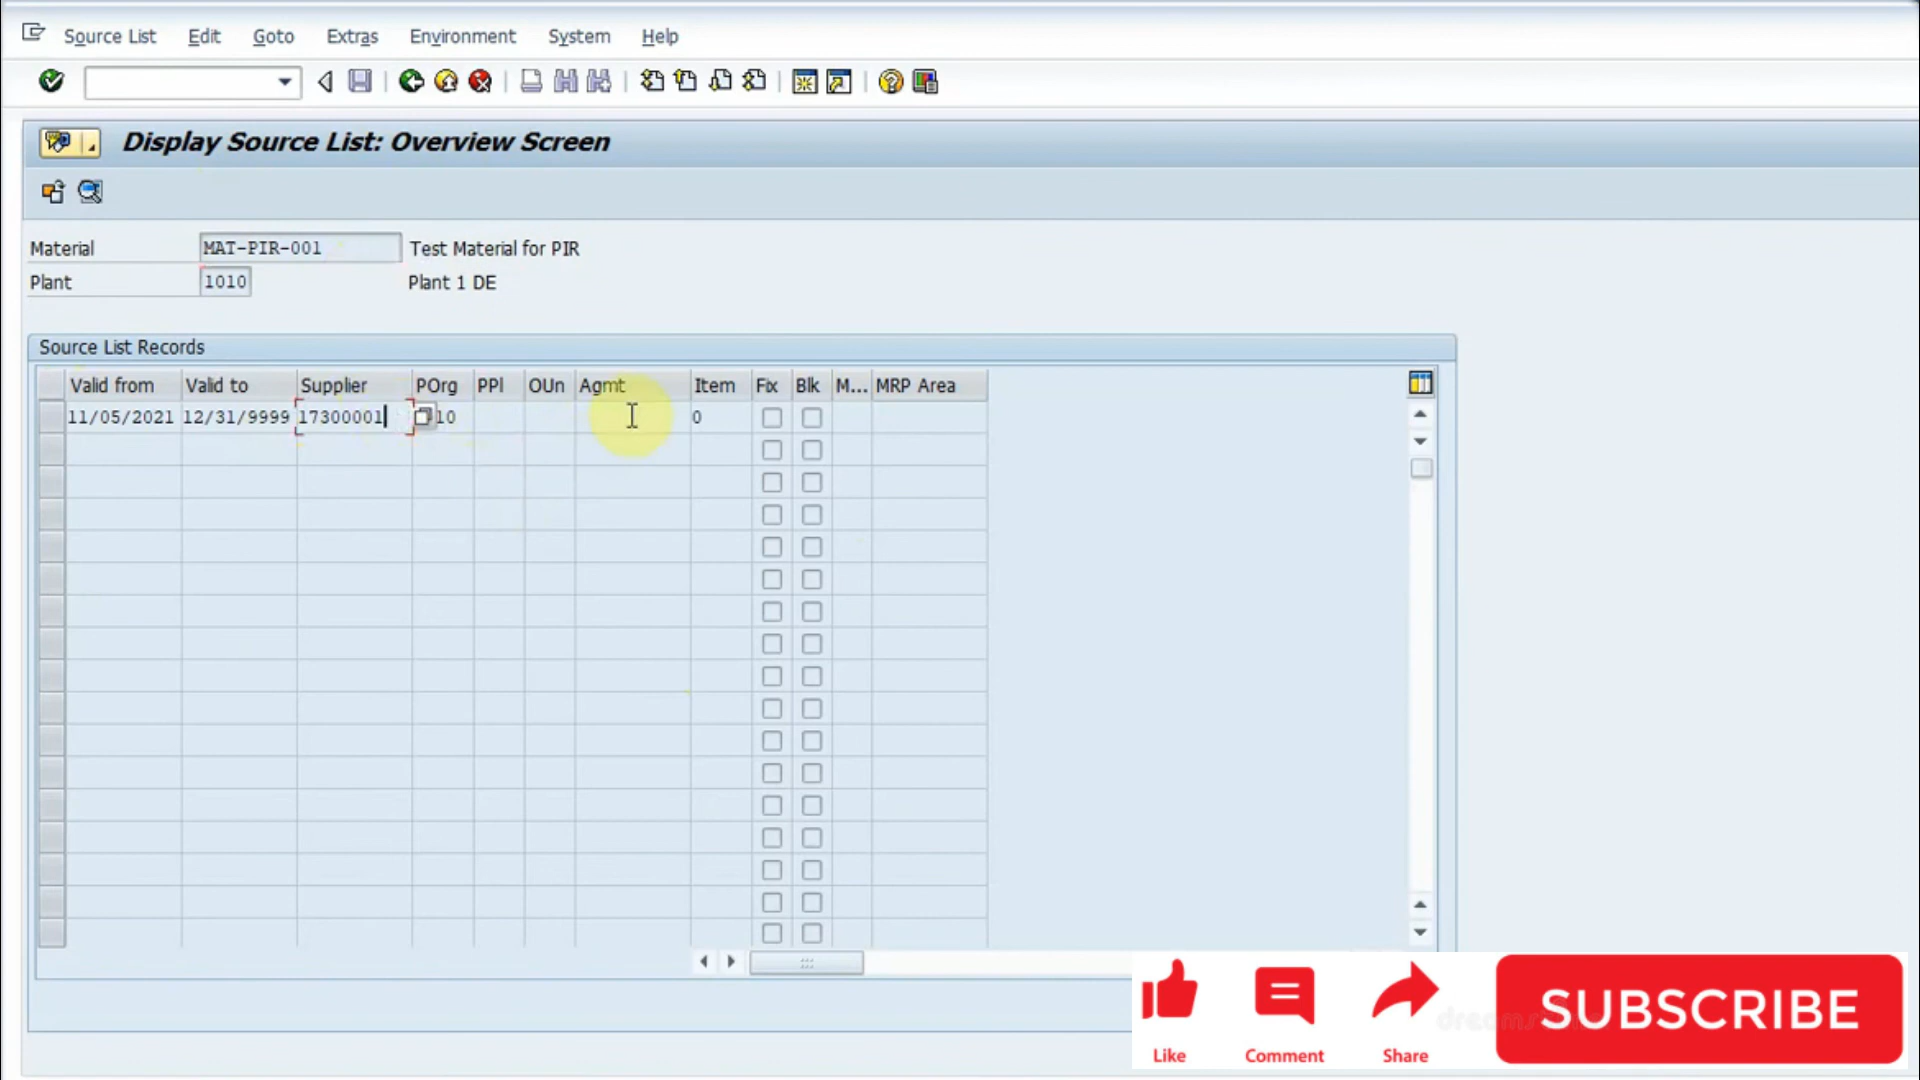 Source List Edit Goto Extras Environment System Help
Display Source List: Overview Screen
Material MAT-PIR-001 Test Material for PIR
Plant 1010 Plant 1 DE
Source List Records
Valid from Valid to Supplier POrg PPl OUn Agmt Item Fix Blk M... MRP Area
11/05/2021 12/31/9999 17300001 10 0
Like Comment Share SUBSCRIBE